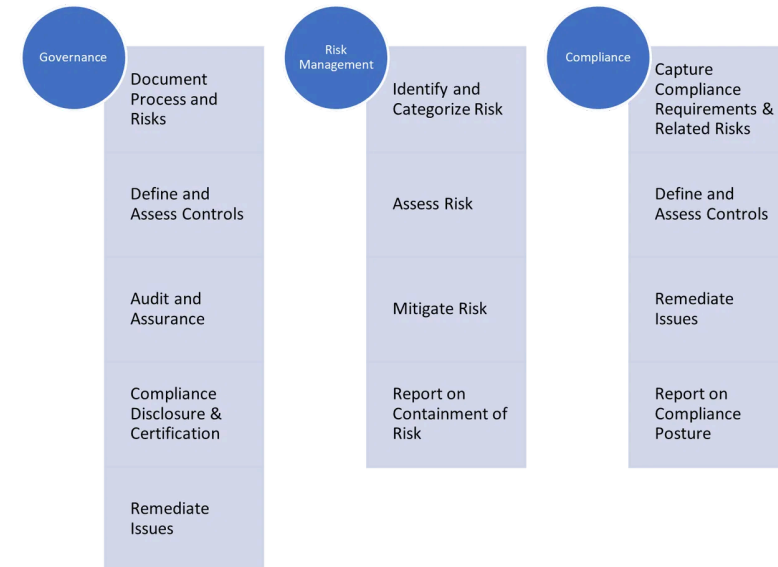 Governance
Document
Process and
Risks
Define and
Assess Controls
Audit and
Assurance
Compliance
Disclosure &
Certification
Remediate
Issues
Risk
Management
Identify and
Categorize Risk
Assess Risk
Mitigate Risk
Report on
Containment of
Risk
Compliance
Capture
Compliance
Requirements &
Related Risks
Define and
Assess Controls
Remediate
Issues
Report on
Compliance
Posture